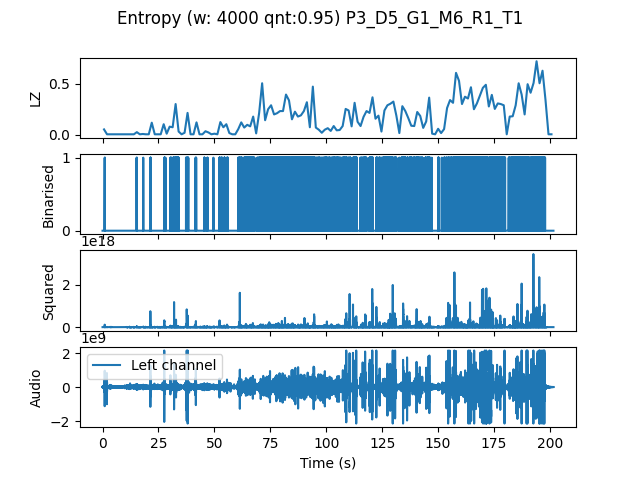 Entropy (w: 4000 qnt:0.95) P3_D5_G1_M6_R1_T1
LZ
0.5
0.0
Binarised
1
0
1e18
Squared
2
0
1e9
Audio
2
0
−2
Left channel
0 25 50 75 100 125 150 175 200
Time (s)